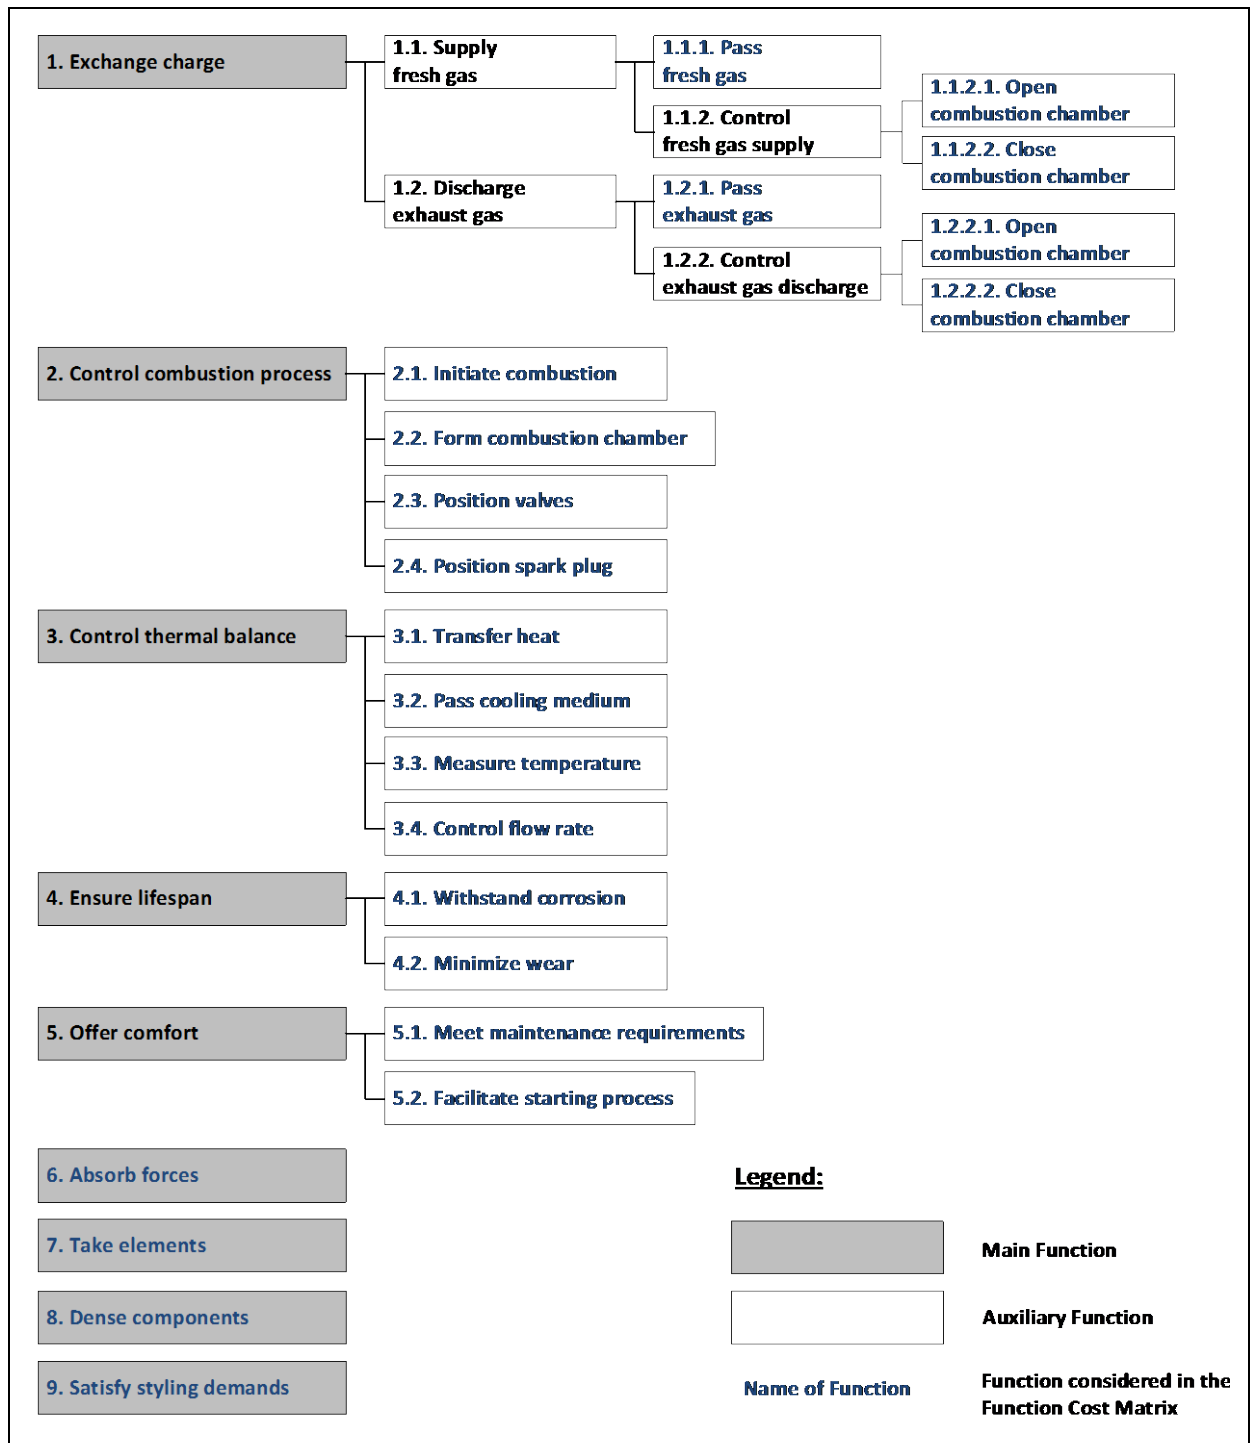 1. Exchange charge
1.1. Supply
fresh gas
1.1.1. Pass
fresh gas
1.1.2. Control
fresh gas supply
1.1.2.1. Open
combustion chamber
1.1.2.2. Close
combustion chamber
1.2. Discharge
exhaust gas
1.2.1. Pass
exhaust gas
1.2.2. Control
exhaust gas discharge
1.2.2.1. Open
combustion chamber
1.2.2.2. Close
combustion chamber
2. Control combustion process
2.1. Initiate combustion
2.2. Form combustion chamber
2.3. Position valves
2.4. Position spark plug
3. Control thermal balance
3.1. Transfer heat
3.2. Pass cooling medium
3.3. Measure temperature
3.4. Control flow rate
4. Ensure lifespan
4.1. Withstand corrosion
4.2. Minimize wear
5. Offer comfort
5.1. Meet maintenance requirements
5.2. Facilitate starting process
6. Absorb forces
7. Take elements
8. Dense components
9. Satisfy styling demands
Legend:
Main Function
Auxiliary Function
Name of Function
Function considered in the
Function Cost Matrix